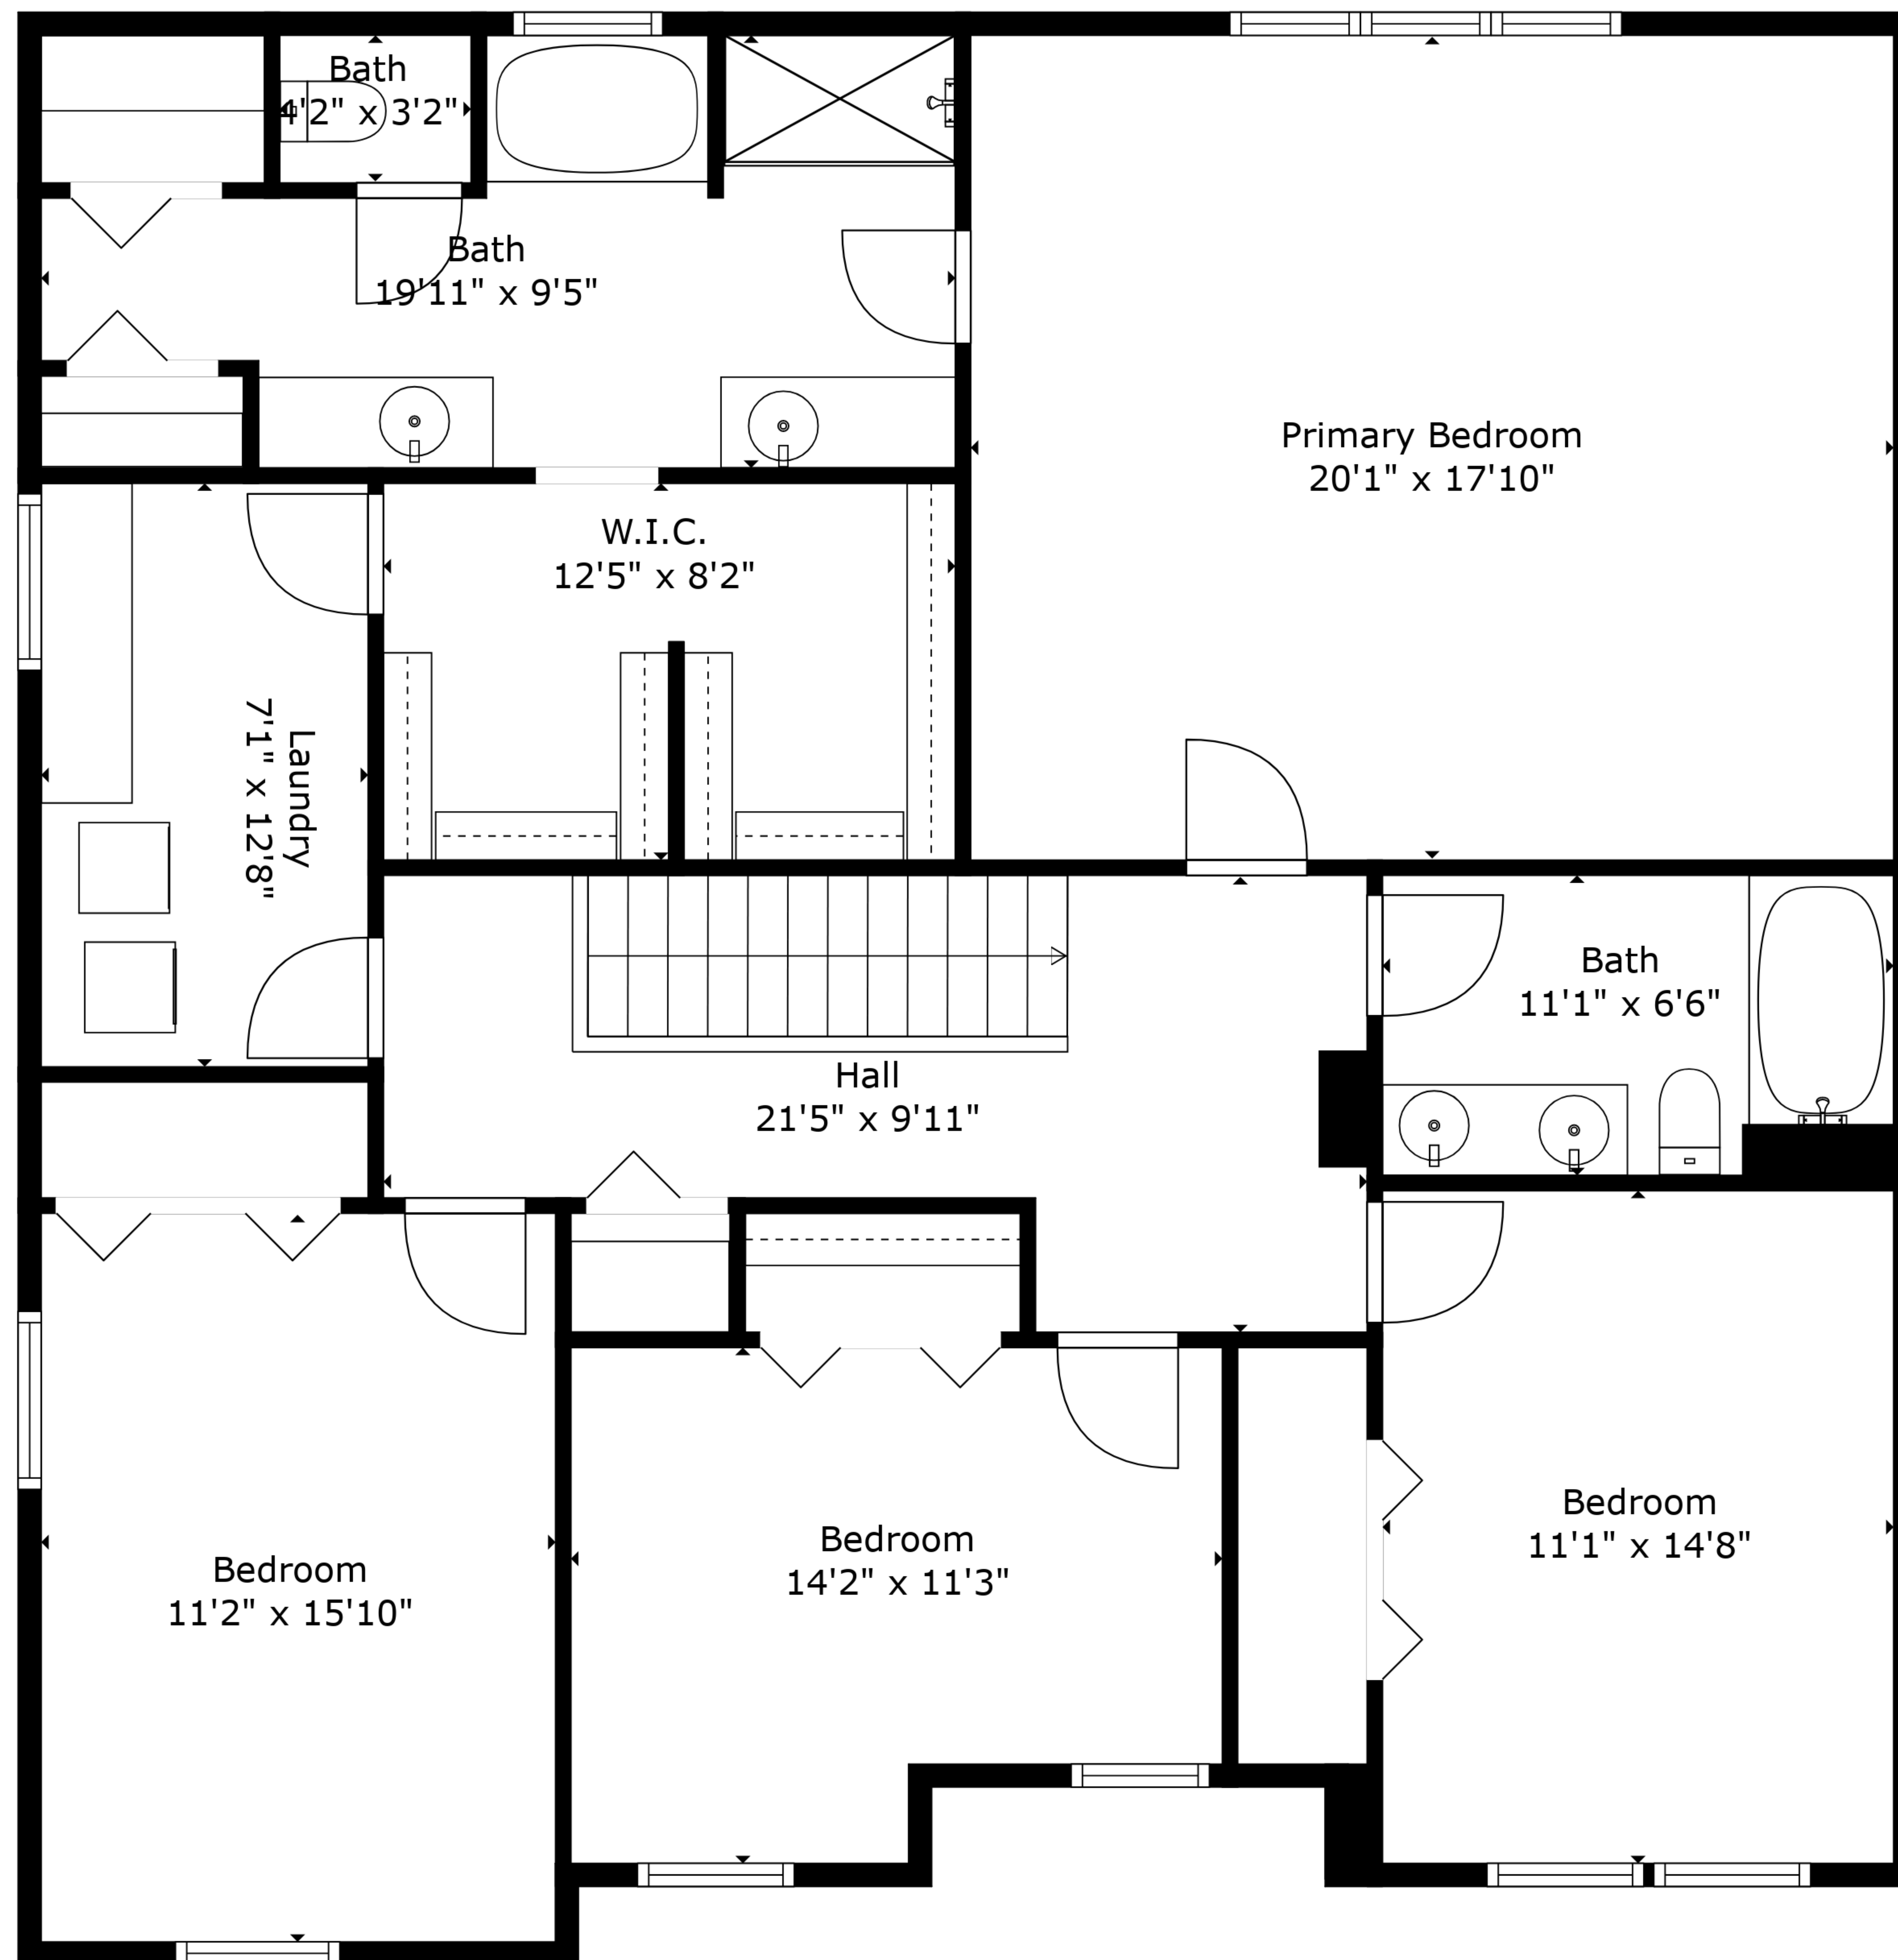 Bath
4'2" x 3'2"
Bath
19'11" x 9'5"
Primary Bedroom
20'1" x 17'10"
W.I.C.
12'5" x 8'2"
Laundry
7'1" x 12'8"
Bath
11'1" x 6'6"
Hall
21'5" x 9'11"
Bedroom
11'2" x 15'10"
Bedroom
14'2" x 11'3"
Bedroom
11'1" x 14'8"